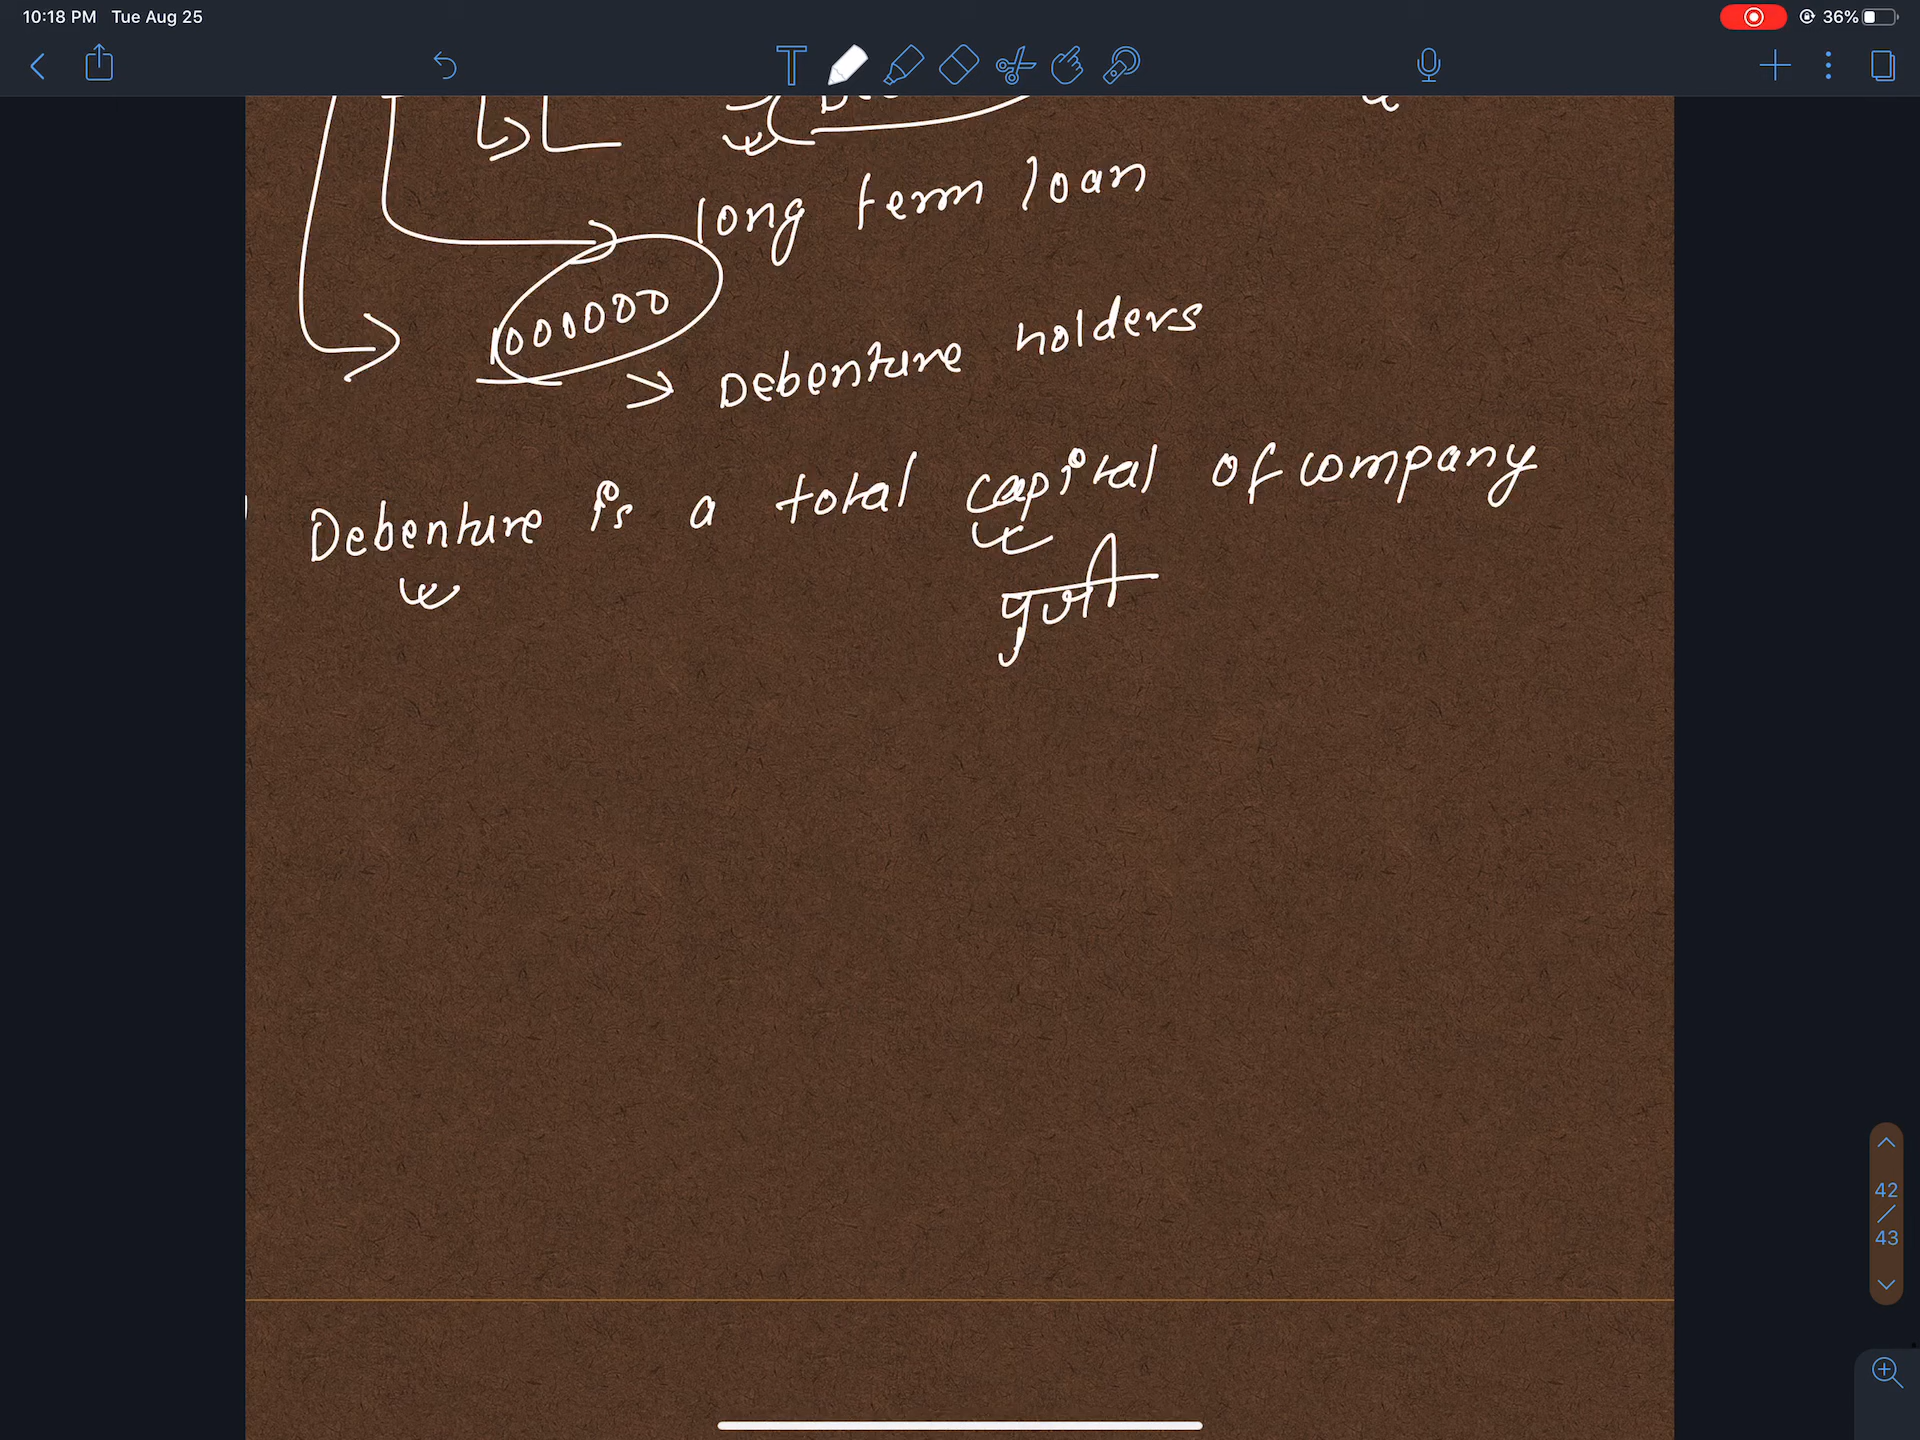 10:18 PM Tue Aug 25
36%
long term loan
1000000
Debenture holders
Debenture is a total capital of company
पूंजी
42
43